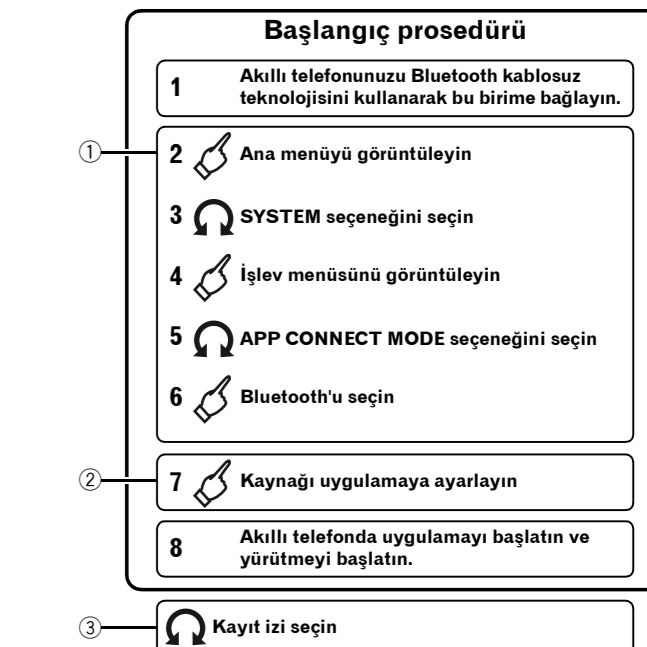 Başlangıç prosedürü
1 Akıllı telefonunuzu Bluetooth kablosuz
teknolojisini kullanarak bu birime bağlayın.
① 2 Ana menüyü görüntüleyin
3 SYSTEM seçeneğini seçin
4 İşlev menüsünü görüntüleyin
5 APP CONNECT MODE seçeneğini seçin
6 Bluetooth'u seçin
② 7 Kaynağı uygulamaya ayarlayın
8 Akıllı telefonda uygulamayı başlatın ve
yürütmeyi başlatın.
③ Kayıt izi seçin